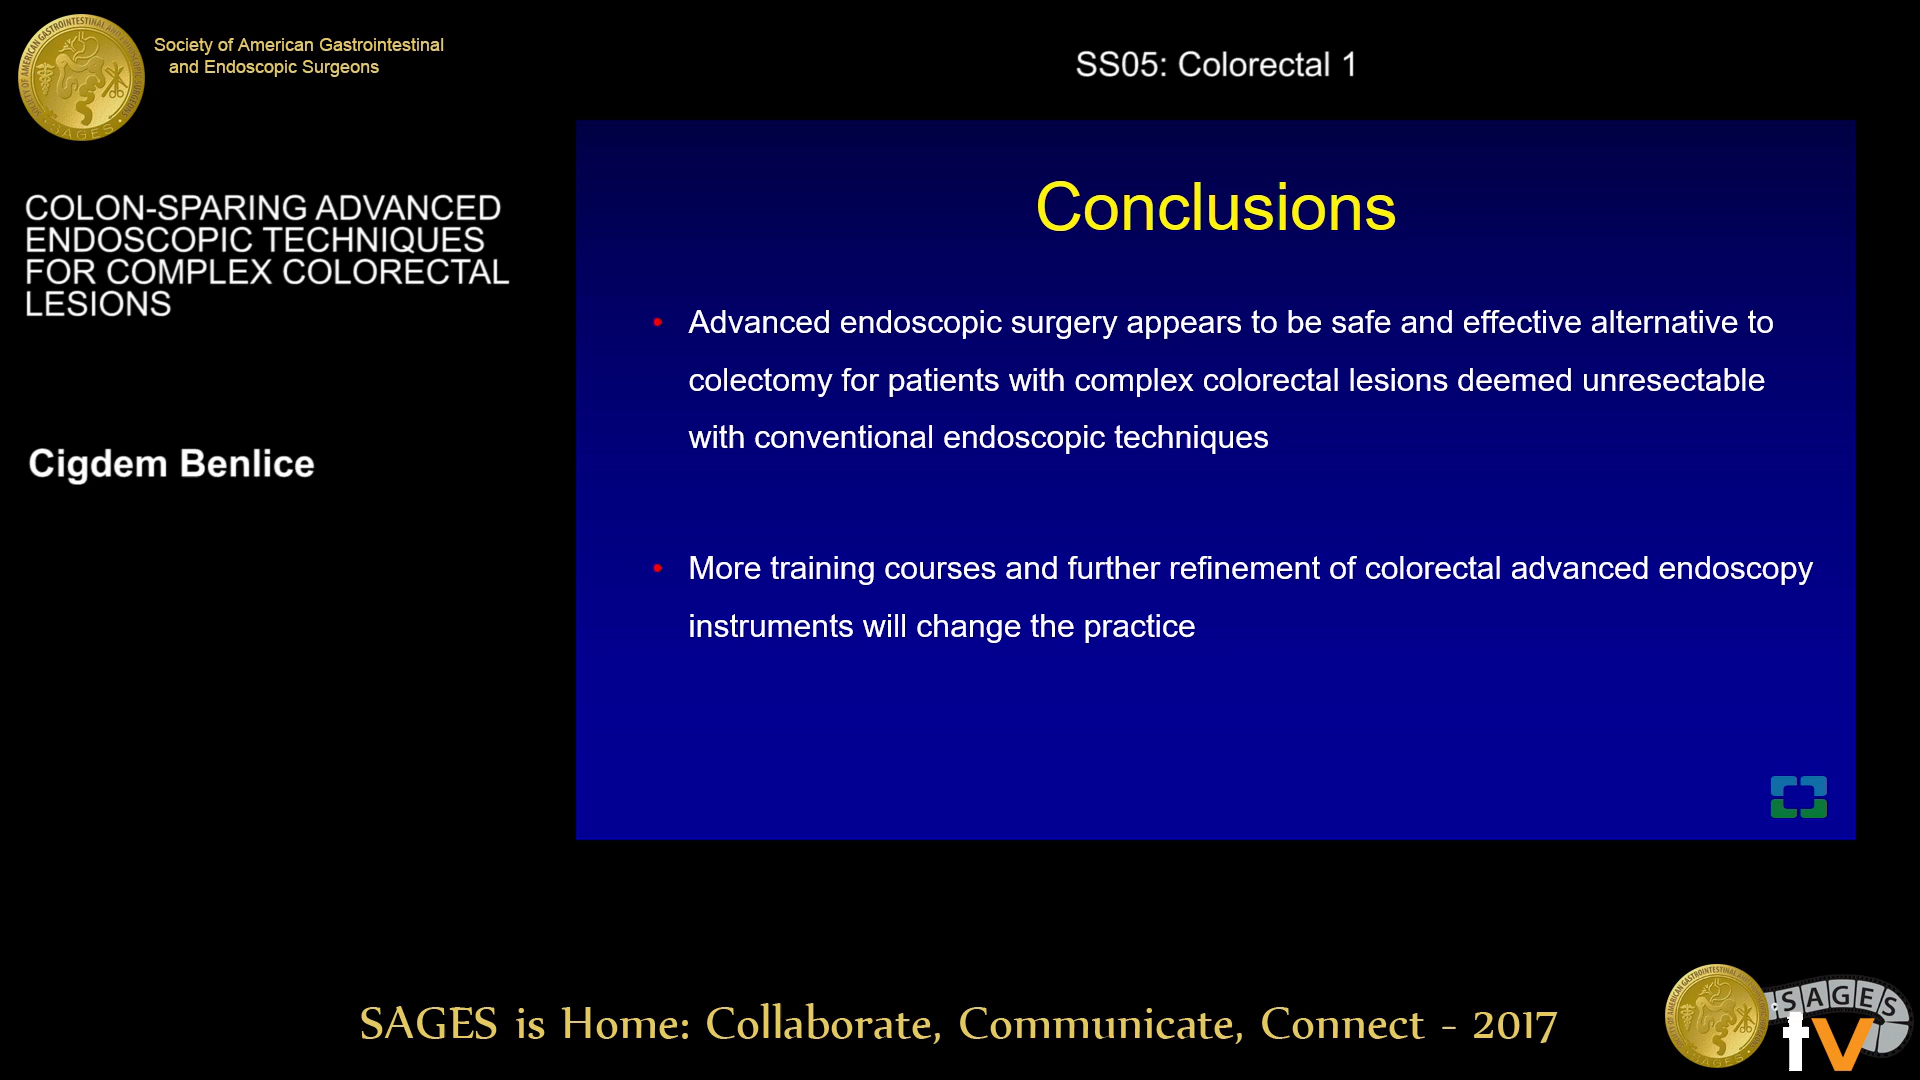 Society of American Gastrointestinal
and Endoscopic Surgeons
SS05: Colorectal 1
COLON-SPARING ADVANCED
ENDOSCOPIC TECHNIQUES
FOR COMPLEX COLORECTAL
LESIONS
Cigdem Benlice
Conclusions
• Advanced endoscopic surgery appears to be safe and effective alternative to
colectomy for patients with complex colorectal lesions deemed unresectable
with conventional endoscopic techniques
• More training courses and further refinement of colorectal advanced endoscopy
instruments will change the practice
SAGES is Home: Collaborate, Communicate, Connect - 2017
SAGES
tv